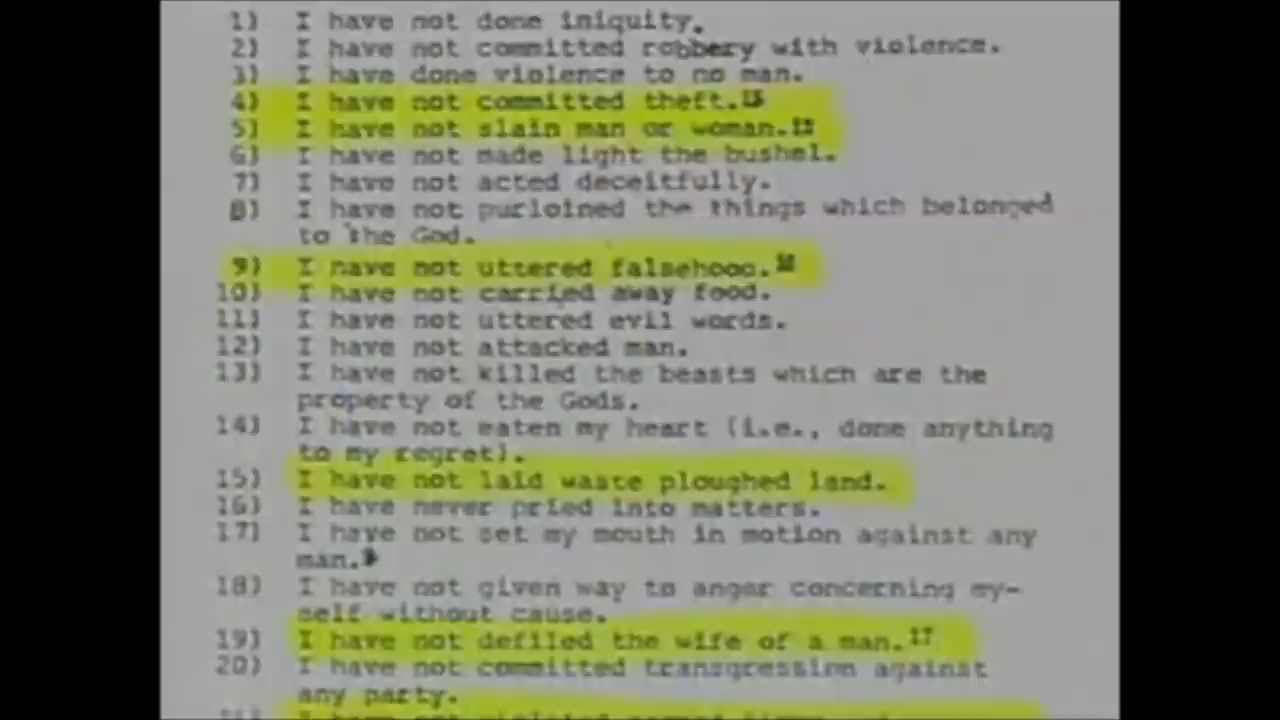 1) I have not done iniquity.
2) I have not committed robbery with violence.
3) I have done violence to no man.
4) I have not committed theft.15
5) I have not slain man or woman.
6) I have not made light the bushel.
7) I have not acted deceitfully.
8) I have not purloined the things which belonged
to the God.
9) I have not uttered falsehood.
10) I have not carried away food.
11) I have not uttered evil words.
12) I have not attacked man.
13) I have not killed the beasts which are the
property of the Gods.
14) I have not eaten my heart (i.e., done anything
to my regret).
15) I have not laid waste ploughed land.
16) I have never pried into matters.
17) I have not set my mouth in motion against any
man.
18) I have not given way to anger concerning my-
self without cause.
19) I have not defiled the wife of a man.17
20) I have not committed transgression against
any party.